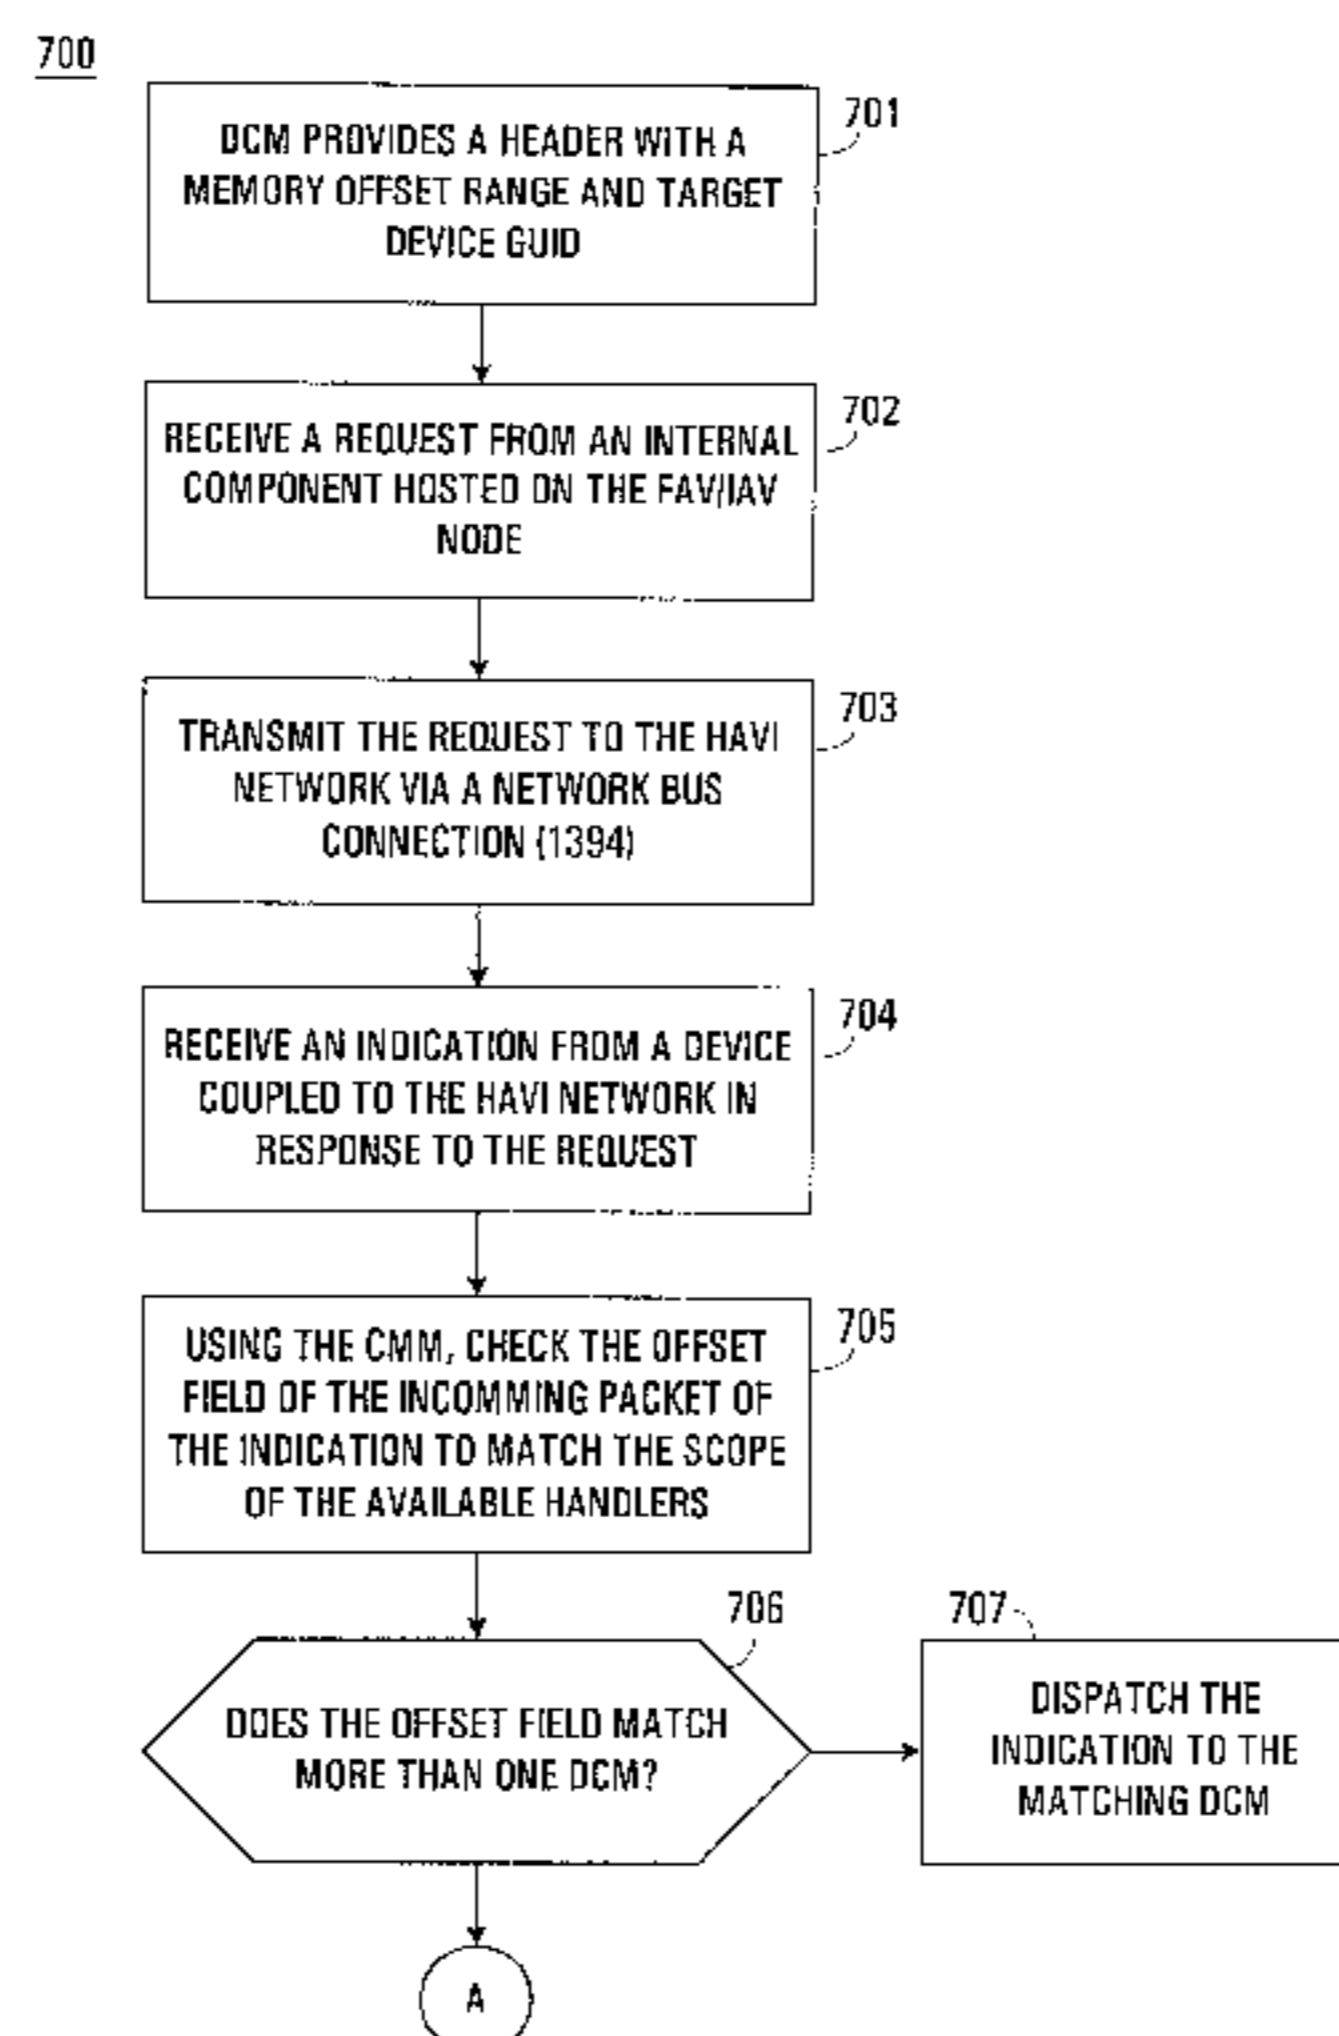 700
701
DCM PROVIDES A HEADER WITH A
MEMORY OFFSET RANGE AND TARGET
DEVICE GUID
702
RECEIVE A REQUEST FROM AN INTERNAL
COMPONENT HOSTED ON THE FAV/IAV
NODE
703
TRANSMIT THE REQUEST TO THE HAVI
NETWORK VIA A NETWORK BUS
CONNECTION (1394)
704
RECEIVE AN INDICATION FROM A DEVICE
COUPLED TO THE HAVI NETWORK IN
RESPONSE TO THE REQUEST
705
USING THE CMM, CHECK THE OFFSET
FIELD OF THE INCOMMING PACKET OF
THE INDICATION TO MATCH THE SCOPE
OF THE AVAILABLE HANDLERS
706
DOES THE OFFSET FIELD MATCH
MORE THAN ONE DCM?
707
DISPATCH THE
INDICATION TO THE
MATCHING DCM
A